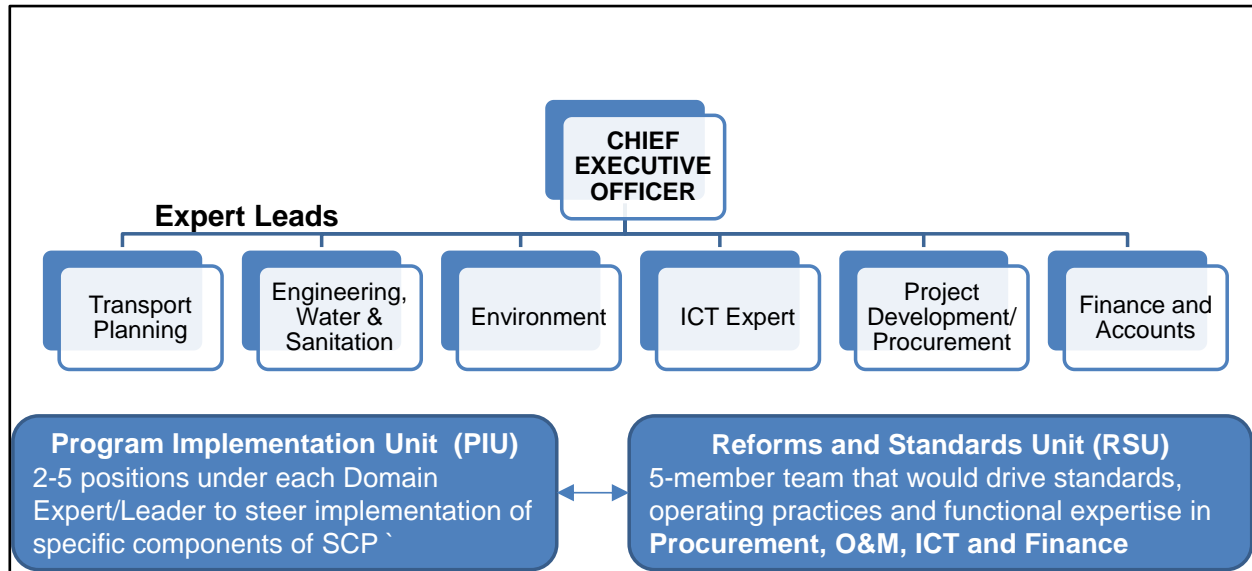 CHIEF
EXECUTIVE
OFFICER
Expert Leads
Transport
Planning
Engineering,
Water &
Sanitation
Environment
ICT Expert
Project
Development/
Procurement
Finance and
Accounts
Program Implementation Unit  (PIU)
2-5 positions under each Domain
Expert/Leader to steer implementation of
specific components of SCP `
Reforms and Standards Unit (RSU)
5-member team that would drive standards,
operating practices and functional expertise in
Procurement, O&M, ICT and Finance